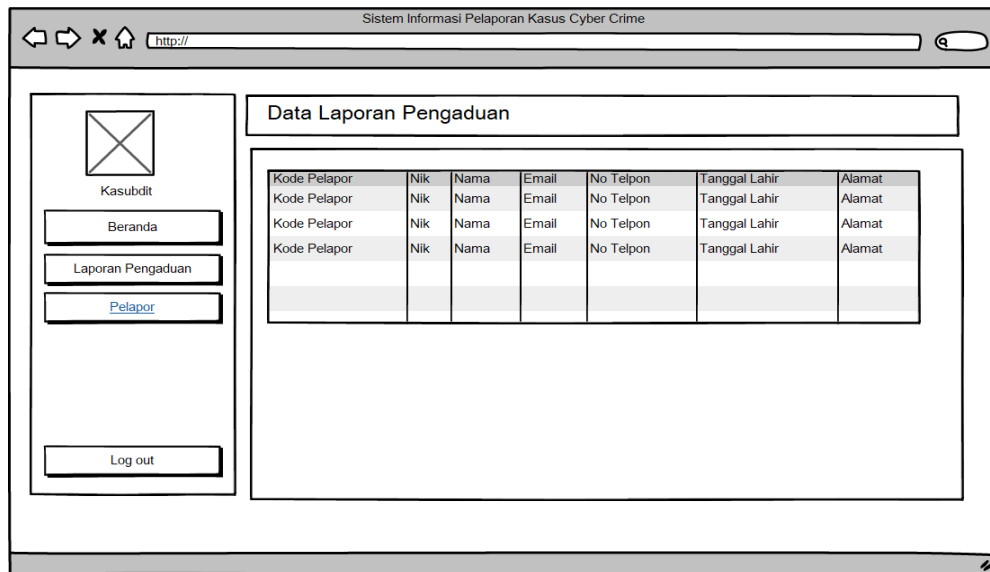 Sistem Informasi Pelaporan Kasus Cyber Crime
http://
Kasubdit
Beranda
Laporan Pengaduan
Pelapor
Log out
Data Laporan Pengaduan
Kode Pelapor Nik Nama Email No Telpon Tanggal Lahir Alamat
Kode Pelapor Nik Nama Email No Telpon Tanggal Lahir Alamat
Kode Pelapor Nik Nama Email No Telpon Tanggal Lahir Alamat
Kode Pelapor Nik Nama Email No Telpon Tanggal Lahir Alamat